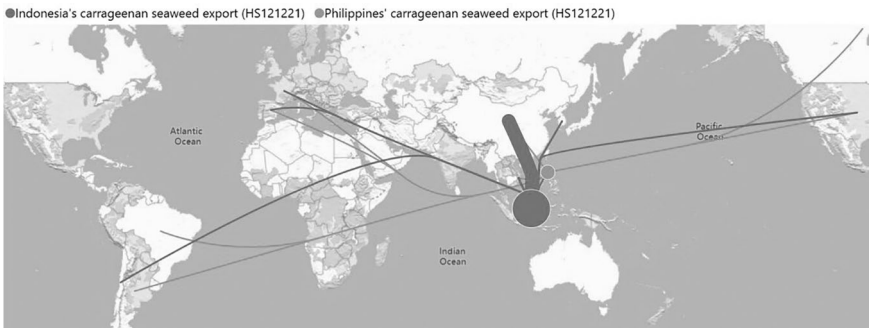 Indonesia's carrageenan seaweed export (HS121221) Philippines' carrageenan seaweed export (HS121221)
Atlantic
Ocean
Pacific
Ocean
Indian
Ocean